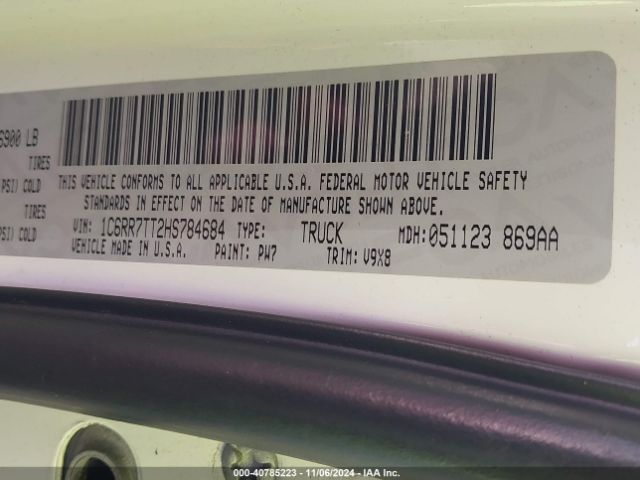 6900 LB
TIRES
PSI) COLD
TIRES
PSI) COLD
THIS VEHICLE CONFORMS TO ALL APPLICABLE U.S.A. FEDERAL MOTOR VEHICLE SAFETY
STANDARDS IN EFFECT ON THE DATE OF MANUFACTURE SHOWN ABOVE.
VIN: 1C6RR7TT2HS784684 TYPE: TRUCK MDH:051123 869AA
VEHICLE MADE IN U.S.A. PAINT: PW7 TRIM: V9X8
000-40785223 - 11/06/2024 - IAA Inc.